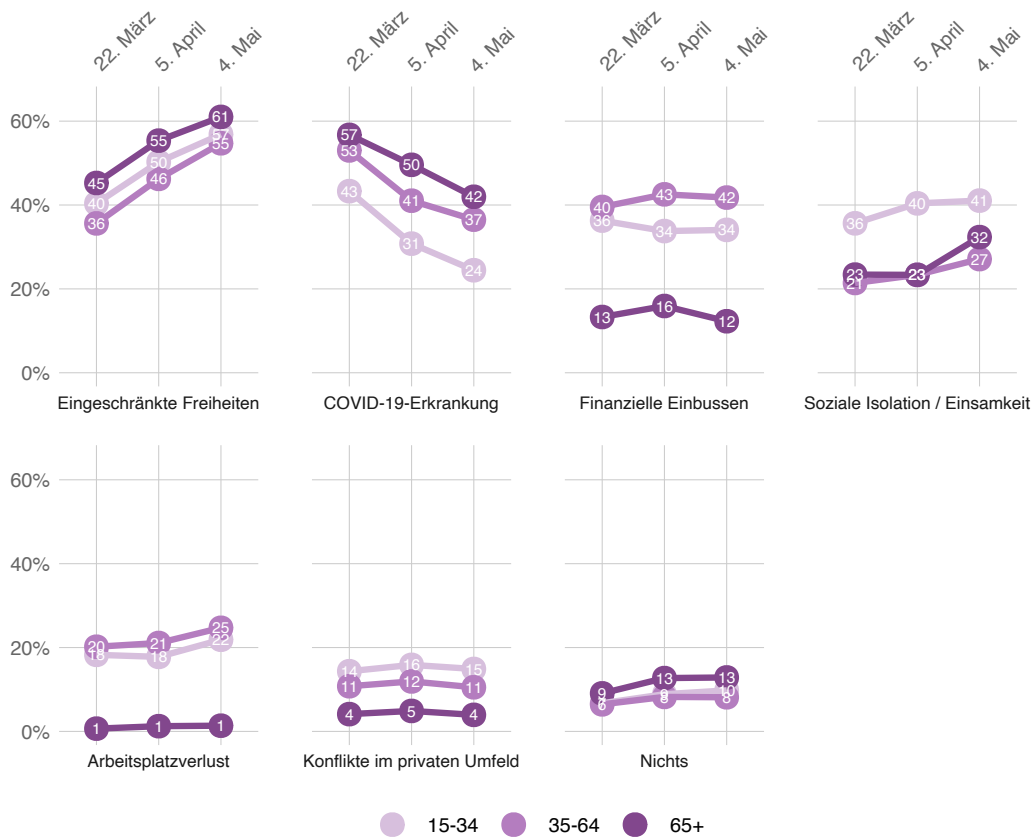 22. März 5. April 4. Mai 22. März 5. April 4. Mai 22. März 5. April 4. Mai 22. März 5. April 4. Mai
60%
40%
20%
0%
45 55 61
40 50 57
36 46 55
Eingeschränkte Freiheiten
57 50 42
53 41 37
43 31 24
COVID-19-Erkrankung
40 43 42
36 34 34
13 16 12
Finanzielle Einbussen
36 40 41
23 23 32
21 27
Soziale Isolation / Einsamkeit
60%
40%
20%
0%
20 21 25
18 18 22
1 1 1
Arbeitsplatzverlust
14 16 15
11 12 11
4 5 4
Konflikte im privaten Umfeld
9 13 13
9 10
6 8 8
Nichts
15-34 35-64 65+